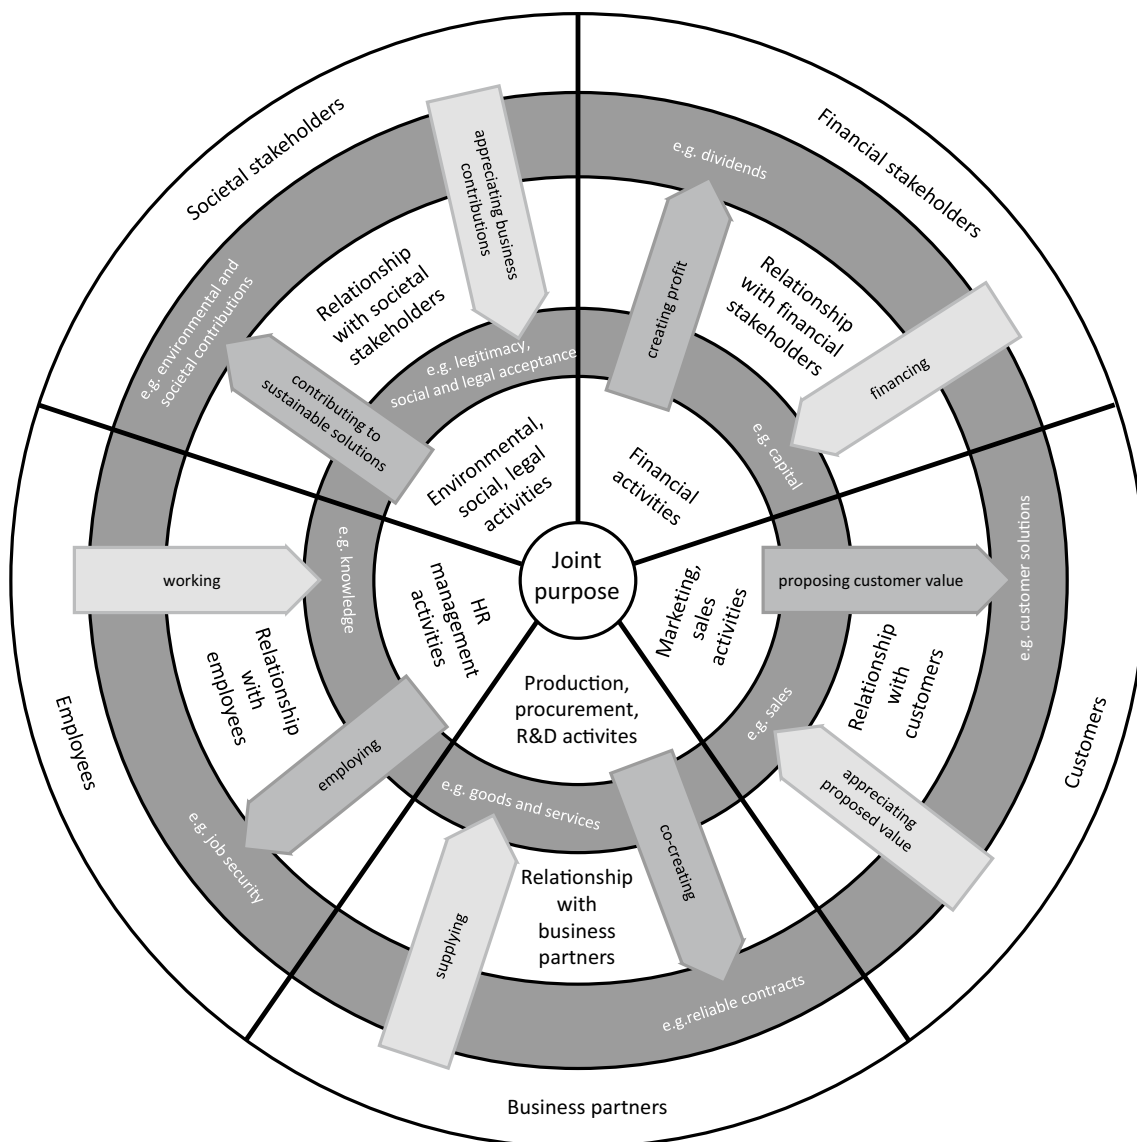 Societal stakeholders
appreciating business
contributions
e.g. environmental and
societal contributions
Relationship
with societal
stakeholders
contributing to
sustainable solutions
e.g. legitimacy,
social and legal acceptance
Environmental,
social, legal
activities
Financial stakeholders
e.g. dividends
creating profit
Relationship
with financial
stakeholders
financing
e.g. capital
Financial
activities
Joint
purpose
Customers
e.g. customer solutions
proposing customer value
Relationship
with
customers
appreciating
proposed value
e.g. sales
Marketing,
sales
activities
Employees
working
e.g. knowledge
HR
management
activities
Relationship
with
employees
employing
e.g. job security
Production,
procurement,
R&D activites
e.g. goods and services
supplying
Relationship
with
business
partners
co-creating
e.g.reliable contracts
Business partners